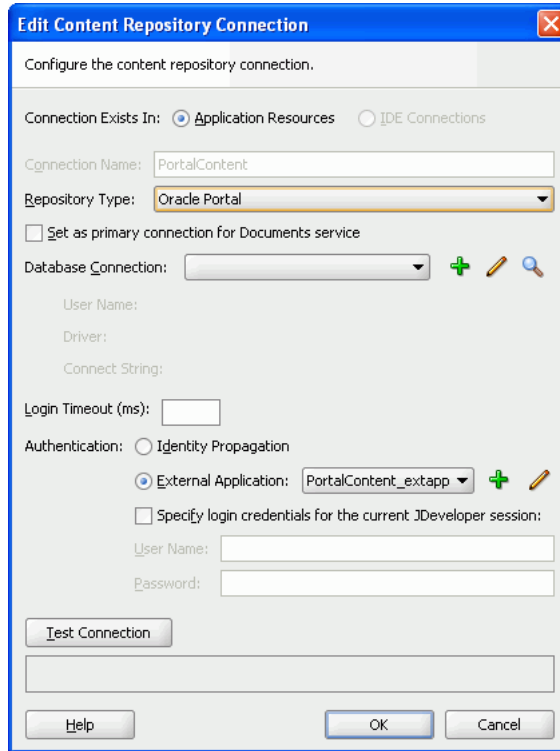 Edit Content Repository Connection
Configure the content repository connection.
Connection Exists In: Application Resources IDE Connections
Connection Name: PortalContent
Repository Type: Oracle Portal
Set as primary connection for Documents service
Database Connection:
User Name:
Driver:
Connect String:
Login Timeout (ms):
Authentication: Identity Propagation
External Application: PortalContent_extapp
Specify login credentials for the current JDeveloper session:
User Name:
Password:
Test Connection
Help OK Cancel